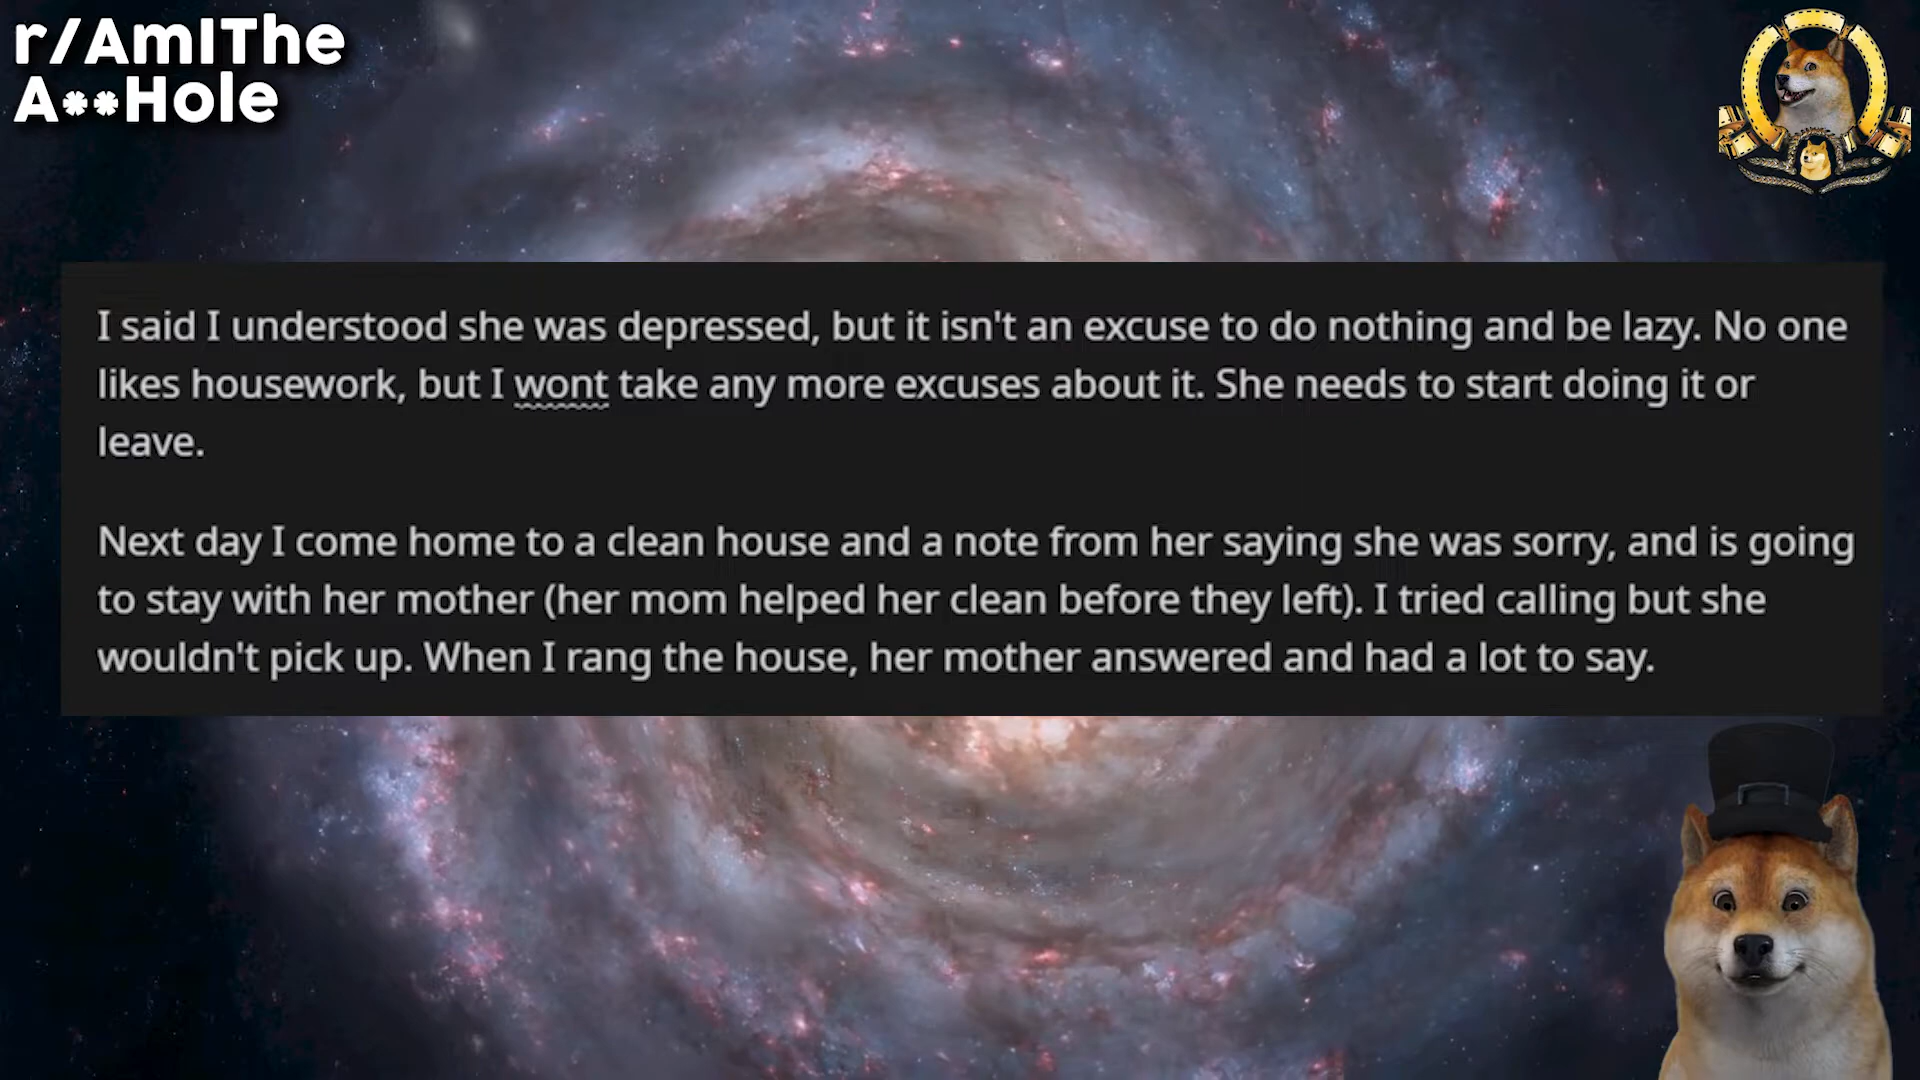 r/AmIThe
A**Hole
I said I understood she was depressed, but it isn't an excuse to do nothing and be lazy. No one
likes housework, but I wont take any more excuses about it. She needs to start doing it or
leave.
Next day I come home to a clean house and a note from her saying she was sorry, and is going
to stay with her mother (her mom helped her clean before they left). I tried calling but she
wouldn't pick up. When I rang the house, her mother answered and had a lot to say.